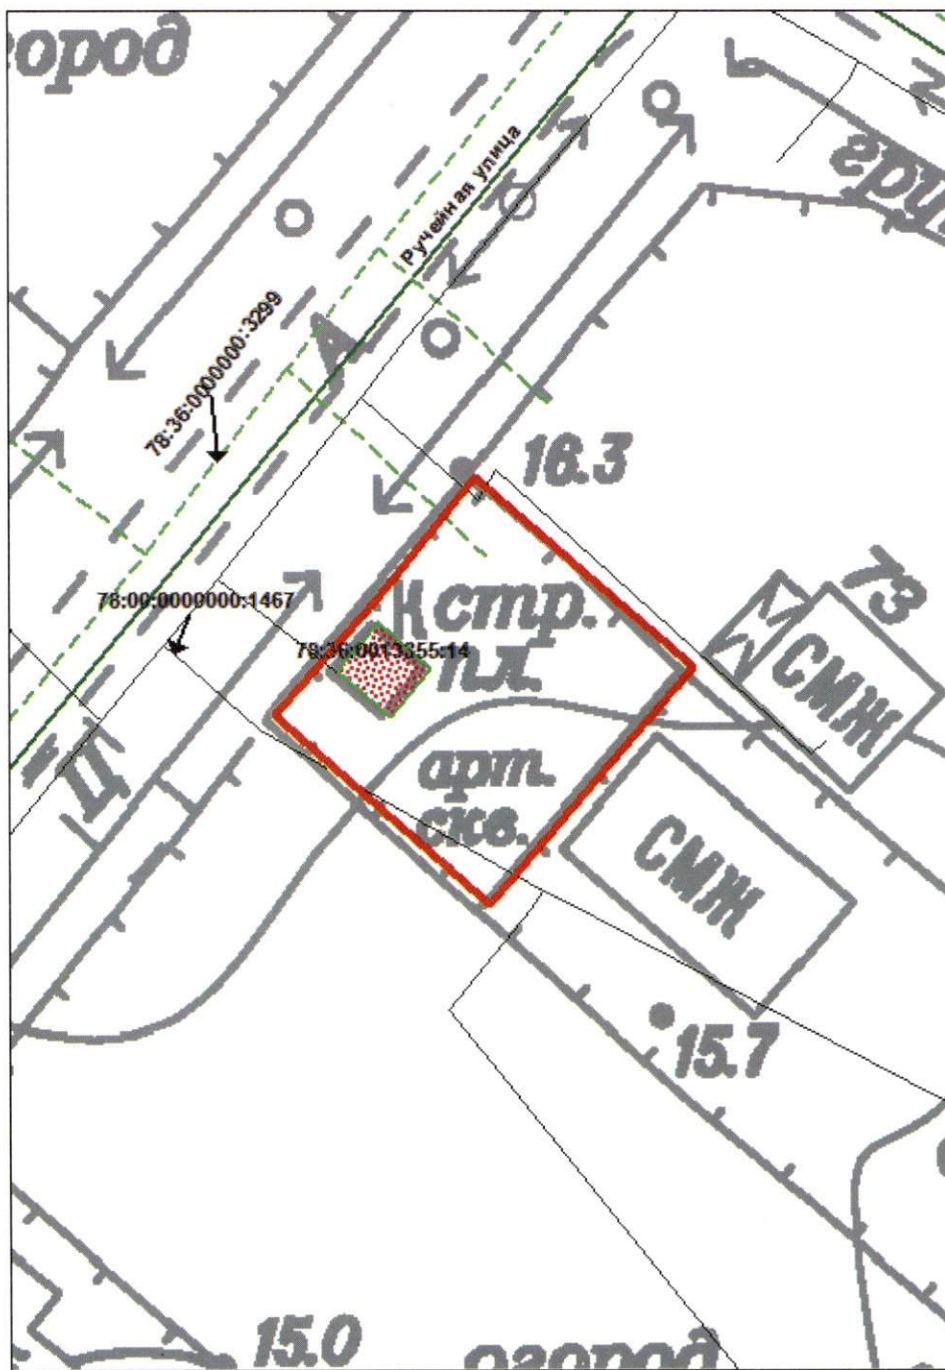 ород
Ручейная улица
78:36:0000000:3299
А
16.3
78:00:0000000:1467
Ц
К стр.
78:36:0013355:14
пл.
арт.
скв.
73
СМЖ
СМЖ
15.7
15.0
огород